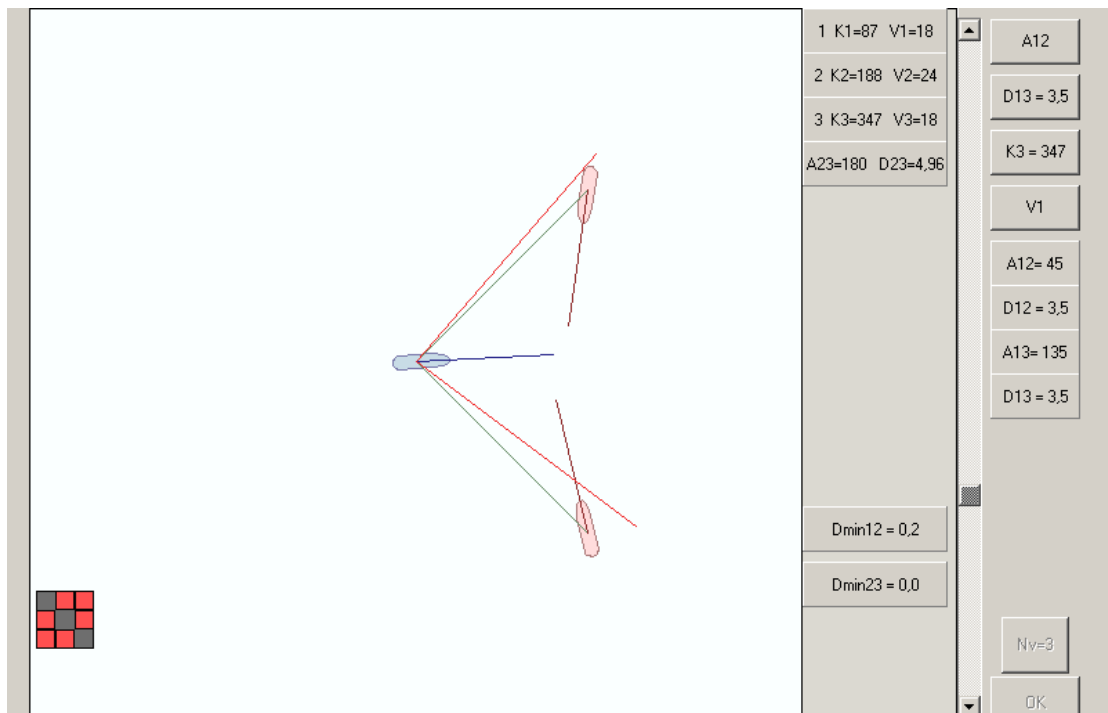 1 K1=87 V1=18
2 K2=188 V2=24
3 K3=347 V3=18
A23=180 D23=4,96
Dmin12 = 0,2
Dmin23 = 0,0
A12
D13 = 3,5
K3 = 347
V1
A12= 45
D12 = 3,5
A13= 135
D13 = 3,5
Nv=3
OK